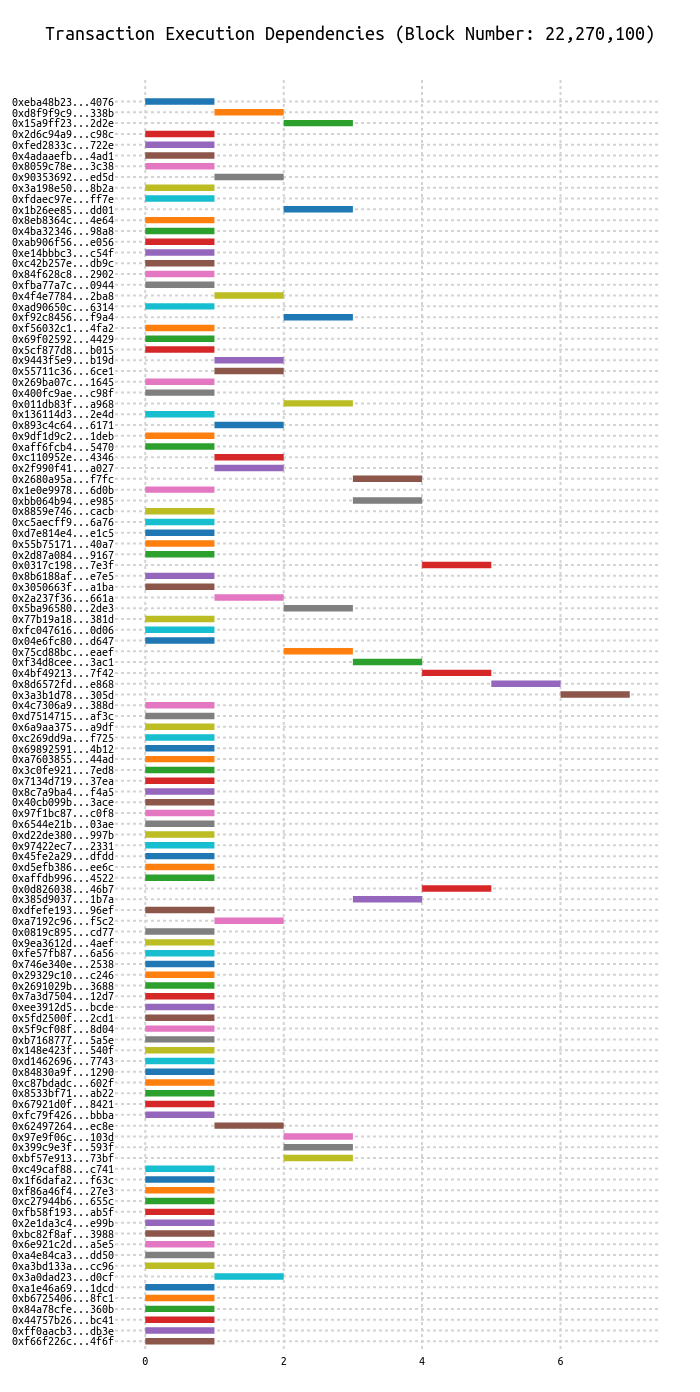 Transaction Execution Dependencies (Block Number: 22,270,100)
0xeba48b23...4076
0xd8f9f9c9...338b
0x15a9ff23...2d2e
0x2d6c94a9...c98c
0xfed2833c...722e
0x4adaaefb...4ad1
0x8059c78e...3c38
0x90353692...ed5d
0x3a198e50...8b2a
0xfdaec97e...ff7e
0x1b26ee85...dd01
0x8eb8364c...4e64
0x4ba32346...98a8
0xab906f56...e056
0xe14bbbc3...c54f
0xc42b257e...db9c
0x84f628c8...2902
0xfba77a7c...0944
0x4f4e7784...2ba8
0xad90650c...6314
0xf92c8456...f9a4
0xf56032c1...4fa2
0x69f02592...4429
0x5cf877d8...b015
0x9443f5e9...b19d
0x55711c36...6ce1
0x269ba07c...1645
0x400fc9ae...c98f
0x011db83f...a968
0x136114d3...2e4d
0x893c4c64...6171
0x9df1d9c2...1deb
0xaff6fcb4...5470
0xc110952e...4346
0x2f990f41...a027
0x2680a95a...f7fc
0x1e0e9978...6d0b
0xbb064b94...e985
0x8859e746...cacb
0xc5aecff9...6a76
0xd7e814e4...e1c5
0x55b75171...40a7
0x2d87a084...9167
0x0317c198...7e3f
0x8b6188af...e7e5
0x3050663f...a1ba
0x2a237f36...661a
0x5ba96580...2de3
0x77b19a18...381d
0xfc047616...0d06
0x04e6fc80...d647
0x75cd88bc...eaef
0xf34d8cee...3ac1
0x4bf49213...7f42
0x8d6572fd...e868
0x3a3b1d78...305d
0x4c7306a9...388d
0xd7514715...af3c
0x6a9aa375...a9df
0xc269dd9a...f725
0x69892591...4b12
0xa7603855...44ad
0x3c0fe921...7ed8
0x7134d719...37ea
0x8c7a9ba4...f4a5
0x40cb099b...3ace
0x97f1bc87...c0f8
0x6544e21b...03ae
0xd22de380...997b
0x97422ec7...2331
0x45fe2a29...dfdd
0xd5efb386...ee6c
0xaffdb996...4522
0x0d826038...46b7
0x385d9037...1b7a
0xdfefe193...96ef
0xa7192c96...f5c2
0x0819c895...cd77
0x9ea3612d...4aef
0xfe57fb87...6a56
0x746e340e...2538
0x29329c10...c246
0x2691029b...3688
0x7a3d7504...12d7
0xee3912d5...bcde
0x5fd2500f...2cd1
0x5f9cf08f...8d04
0xb7168777...5a5e
0x148e423f...540f
0xd1462696...7743
0x84830a9f...1290
0xc87bdadc...602f
0x8533bf71...ab22
0x67921d0f...8421
0xfc79f426...bbba
0x62497264...ec8e
0x97e9f06c...103d
0x399c9e3f...593f
0xbf57e913...73bf
0xc49caf88...c741
0x1f6dafa2...f63c
0xf86a46f4...27e3
0xc27944b6...655c
0xfb58f193...ab5f
0x2e1da3c4...e99b
0xbc82f8af...3988
0x6e921c2d...a5e5
0xa4e84ca3...dd50
0xa3bd133a...cc96
0x3a0dad23...d0cf
0xa1e46a69...1dcd
0xb6725406...8fc1
0x84a78cfe...360b
0x44757b26...bc41
0xff0aacb3...db3e
0xf66f226c...4f6f
0 2 4 6